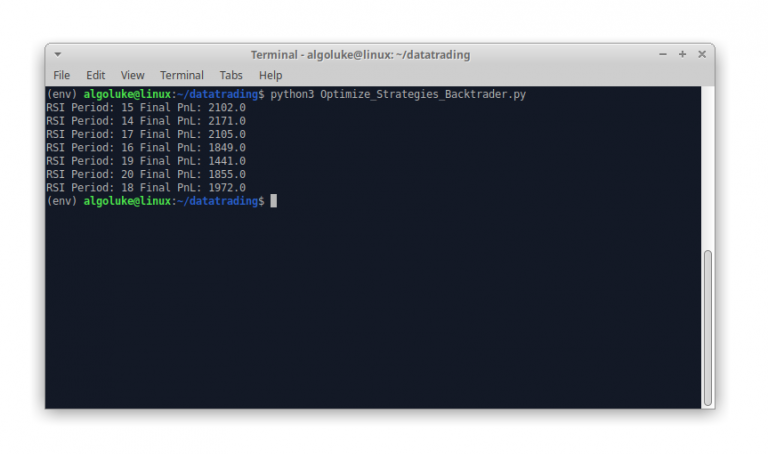 Terminal - algoluke@linux: ~/datatrading
File Edit View Terminal Tabs Help
(env) algoluke@linux:~/datatrading$ python3 Optimize_Strategies_Backtrader.py
RSI Period: 15 Final PnL: 2102.0
RSI Period: 14 Final PnL: 2171.0
RSI Period: 17 Final PnL: 2105.0
RSI Period: 16 Final PnL: 1849.0
RSI Period: 19 Final PnL: 1441.0
RSI Period: 20 Final PnL: 1855.0
RSI Period: 18 Final PnL: 1972.0
(env) algoluke@linux:~/datatrading$